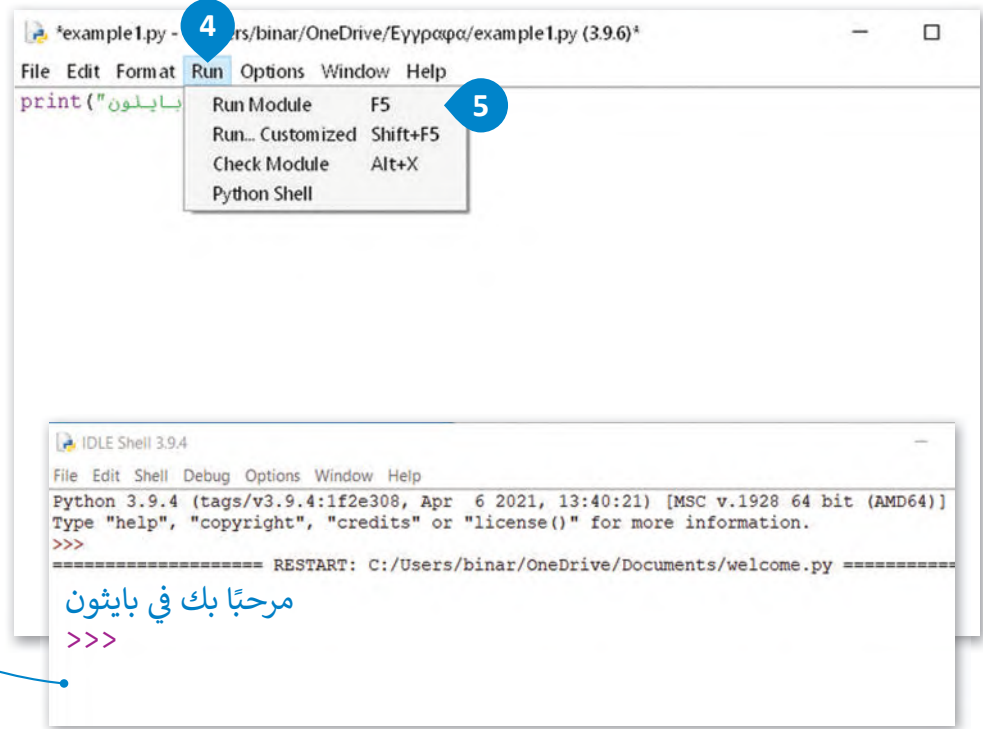 *example1.py - rs/binar/OneDrive/Εγγραφα/example1.py (3.9.6)*
4
File Edit Format Run Options Window Help
print("بايلون
Run Module F5
5
Run... Customized Shift+F5
Check Module Alt+X
Python Shell
IDLE Shell 3.9.4
File Edit Shell Debug Options Window Help
Python 3.9.4 (tags/v3.9.4:1f2e308, Apr 6 2021, 13:40:21) [MSC v.1928 64 bit (AMD64)]
Type "help", "copyright", "credits" or "license()" for more information.
>>>
===================== RESTART: C:/Users/binar/OneDrive/Documents/welcome.py ===========
مرحبًا بك في بايثون
>>>